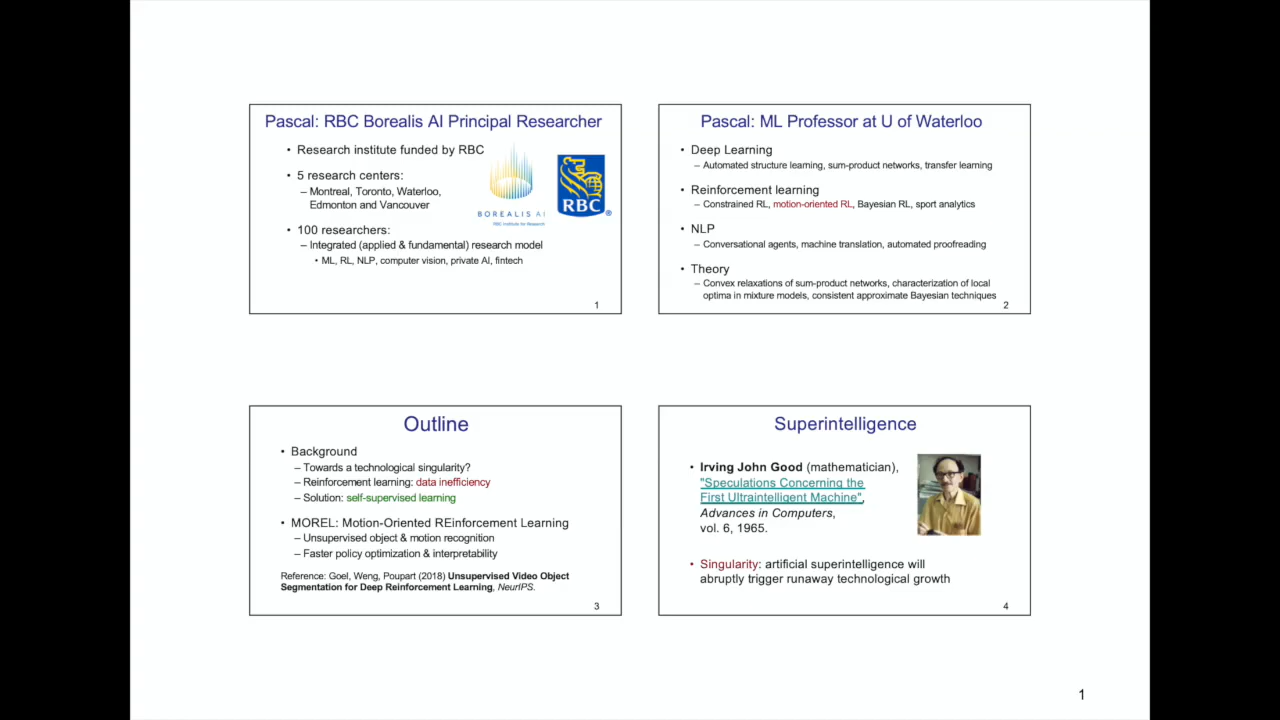 Pascal: RBC Borealis AI Principal Researcher
• Research institute funded by RBC
• 5 research centers:
– Montreal, Toronto, Waterloo,
Edmonton and Vancouver
• 100 researchers:
– Integrated (applied & fundamental) research model
• ML, RL, NLP, computer vision, private AI, fintech
BOREALIS AI
RBC Institute for Research
RBC
®
1
Pascal: ML Professor at U of Waterloo
• Deep Learning
– Automated structure learning, sum-product networks, transfer learning
• Reinforcement learning
– Constrained RL, motion-oriented RL, Bayesian RL, sport analytics
• NLP
– Conversational agents, machine translation, automated proofreading
• Theory
– Convex relaxations of sum-product networks, characterization of local
optima in mixture models, consistent approximate Bayesian techniques
2
Outline
• Background
– Towards a technological singularity?
– Reinforcement learning: data inefficiency
– Solution: self-supervised learning
• MOREL: Motion-Oriented REinforcement Learning
– Unsupervised object & motion recognition
– Faster policy optimization & interpretability
Reference: Goel, Weng, Poupart (2018) Unsupervised Video Object
Segmentation for Deep Reinforcement Learning, NeurIPS.
3
Superintelligence
• Irving John Good (mathematician),
"Speculations Concerning the
First Ultraintelligent Machine",
Advances in Computers,
vol. 6, 1965.
• Singularity: artificial superintelligence will
abruptly trigger runaway technological growth
4
1